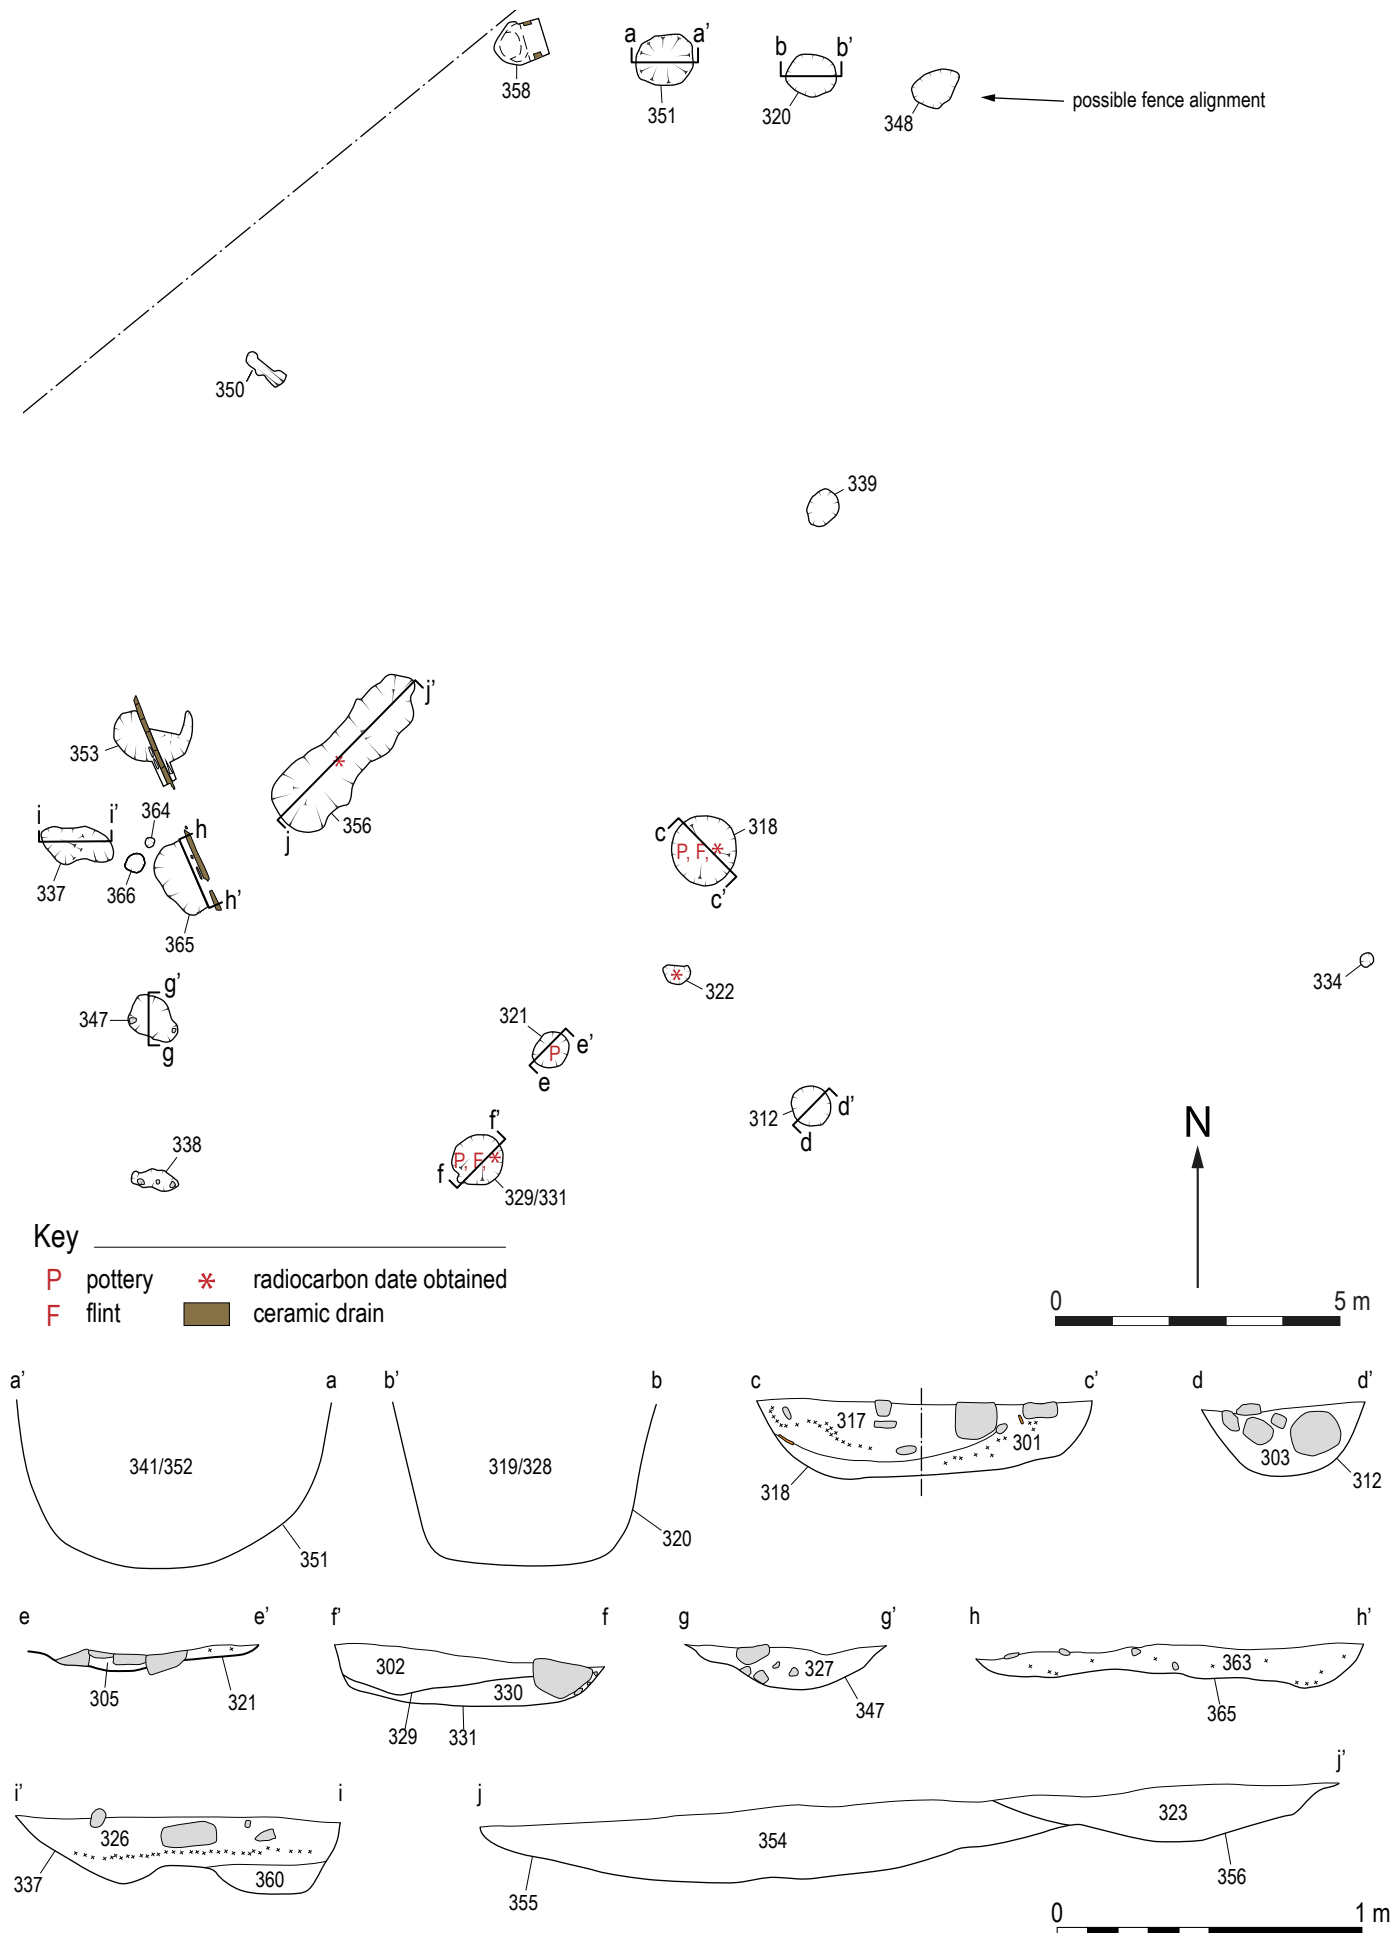 a a’ b b’
358 351 320 348 possible fence alignment
350
339
353 j’
i i’ 364 h 356 j c 318
P, F, *
337 366 h’ c’
365
g’ * 322 334
347 321 P e’
g e
312 d’
f’ d N
338 f P, F, *
329/331
Key
P pottery * radiocarbon date obtained
F flint ceramic drain
0 5 m
a’ a b’ b c c’ d d’
341/352 319/328 317 301 303
351 320 318 312
e e’ f’ f g g’ h h’
302 330 327 363
305 321 329 331 347 365
i’ i j j’
326 354 323
337 360 355 356
0 1 m